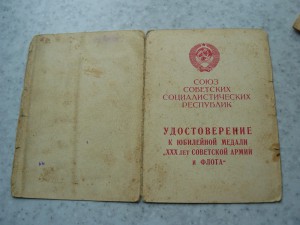 СОЮЗ
СОВЕТСКИХ
СОЦИАЛИСТИЧЕСКИХ
РЕСПУБЛИК
УДОСТОВЕРЕНИЕ
К ЮБИЛЕЙНОЙ МЕДАЛИ
„XXX ЛЕТ СОВЕТСКОЙ АРМИИ
И ФЛОТА“